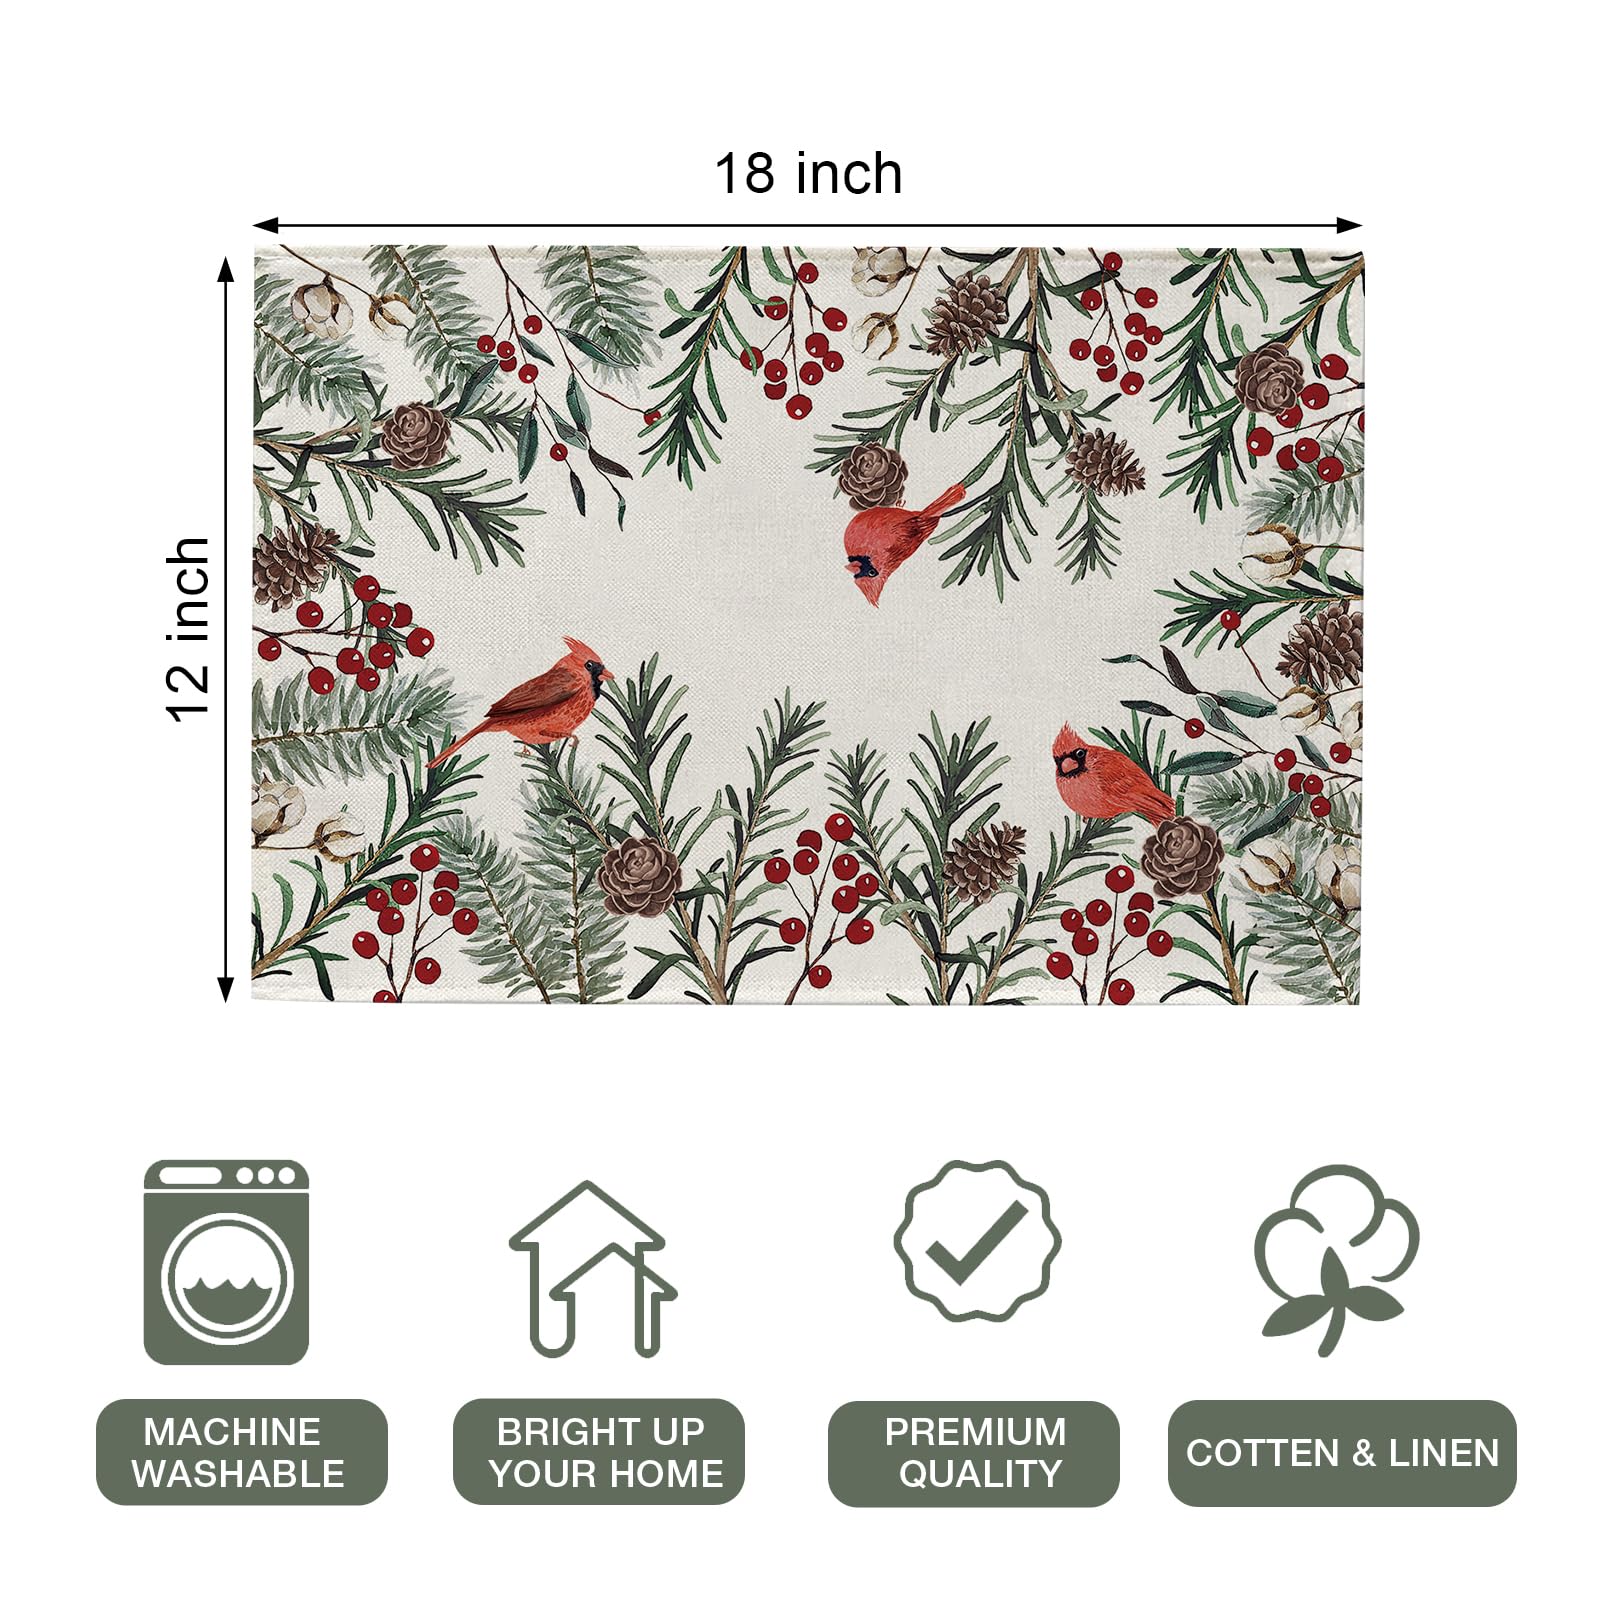 18 inch
12 inch
MACHINE
WASHABLE
BRIGHT UP
YOUR HOME
PREMIUM
QUALITY
COTTEN & LINEN